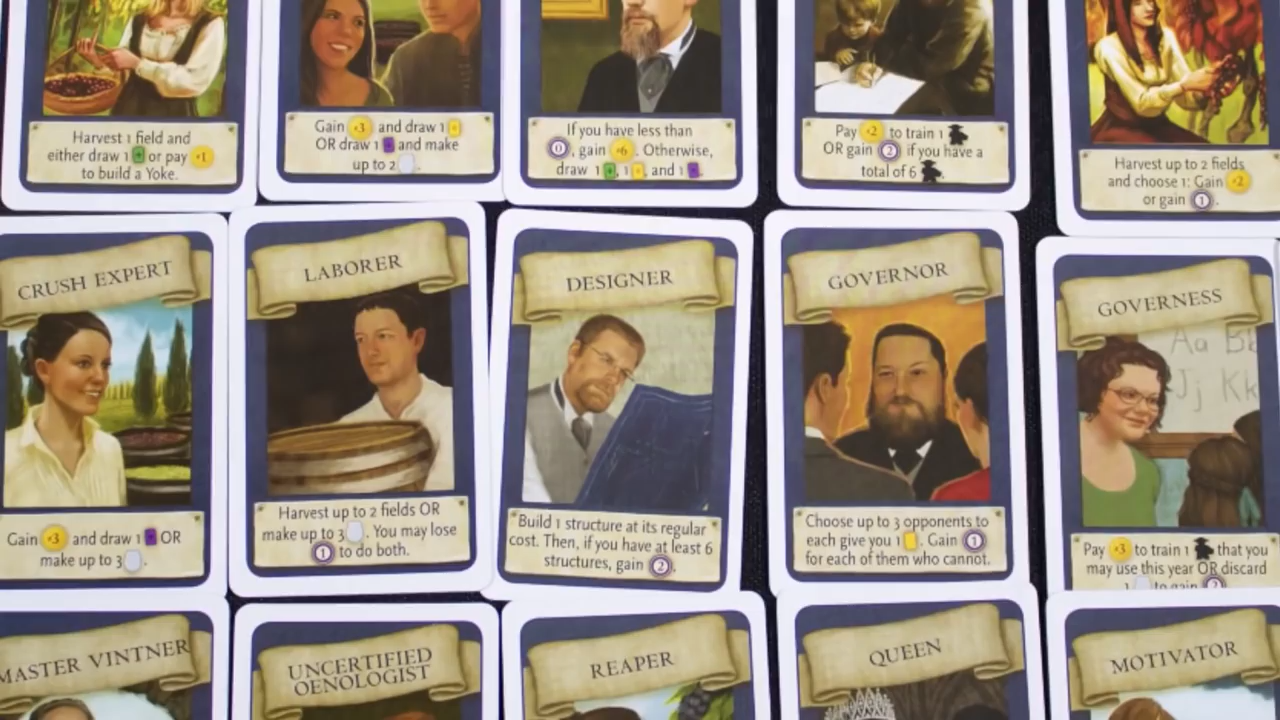 Harvest 1 field and
either draw 1 or pay +1
to build a Yoke.
Gain +3 and draw 1
OR draw 1 and make
up to 2 .
If you have less than
0, gain +6. Otherwise,
draw 1 , 1 , and 1 .
Pay +2 to train 1
OR gain 2 if you have a
total of 6 .
Harvest up to 2 fields
and choose 1: Gain +2
or gain 1.
CRUSH EXPERT
Gain +3 and draw 1 OR
make up to 3 .
LABORER
Harvest up to 2 fields OR
make up to 3 . You may lose
1 to do both.
DESIGNER
Build 1 structure at its regular
cost. Then, if you have at least 6
structures, gain 2.
GOVERNOR
Choose up to 3 opponents to
each give you 1 . Gain 1
for each of them who cannot.
GOVERNESS
Aa Bb
Jj Kk
Pay +3 to train 1 that you
may use this year OR discard
1 to gain 2
MASTER VINTNER
UNCERTIFIED
OENOLOGIST
REAPER
QUEEN
MOTIVATOR